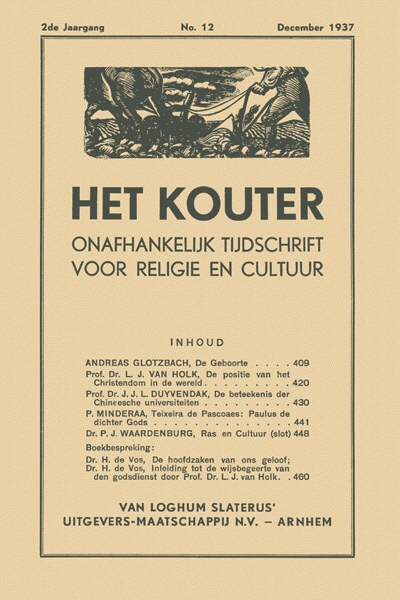 2de Jaargang No. 12 December 1937
HET KOUTER
ONAFHANKELIJK TIJDSCHRIFT
VOOR RELIGIE EN CULTUUR
INHOUD
ANDREAS GLOTZBACH, De Geboorte . . . . 409
Prof. Dr. L. J. VAN HOLK, De positie van het
Christendom in de wereld . . . . . . . . . 420
Prof. Dr. J. J. L. DUYVENDAK, De beteekenis der
Chineesche universiteiten . . . . . . . . . 430
P. MINDERAA, Teixeira de Pascoaes: Paulus de
dichter Gods . . . . . . . . . . . . . . 441
Dr. P. J. WAARDENBURG, Ras en Cultuur (slot) 448
Boekbespreking:
Dr. H. de Vos, De hoofdzaken van ons geloof;
Dr. H. de Vos, Inleiding tot de wijsbegeerte van
den godsdienst door Prof. Dr. L. J. van Holk. . 460
VAN LOGHUM SLATERUS'
UITGEVERS-MAATSCHAPPIJ N.V. – ARNHEM